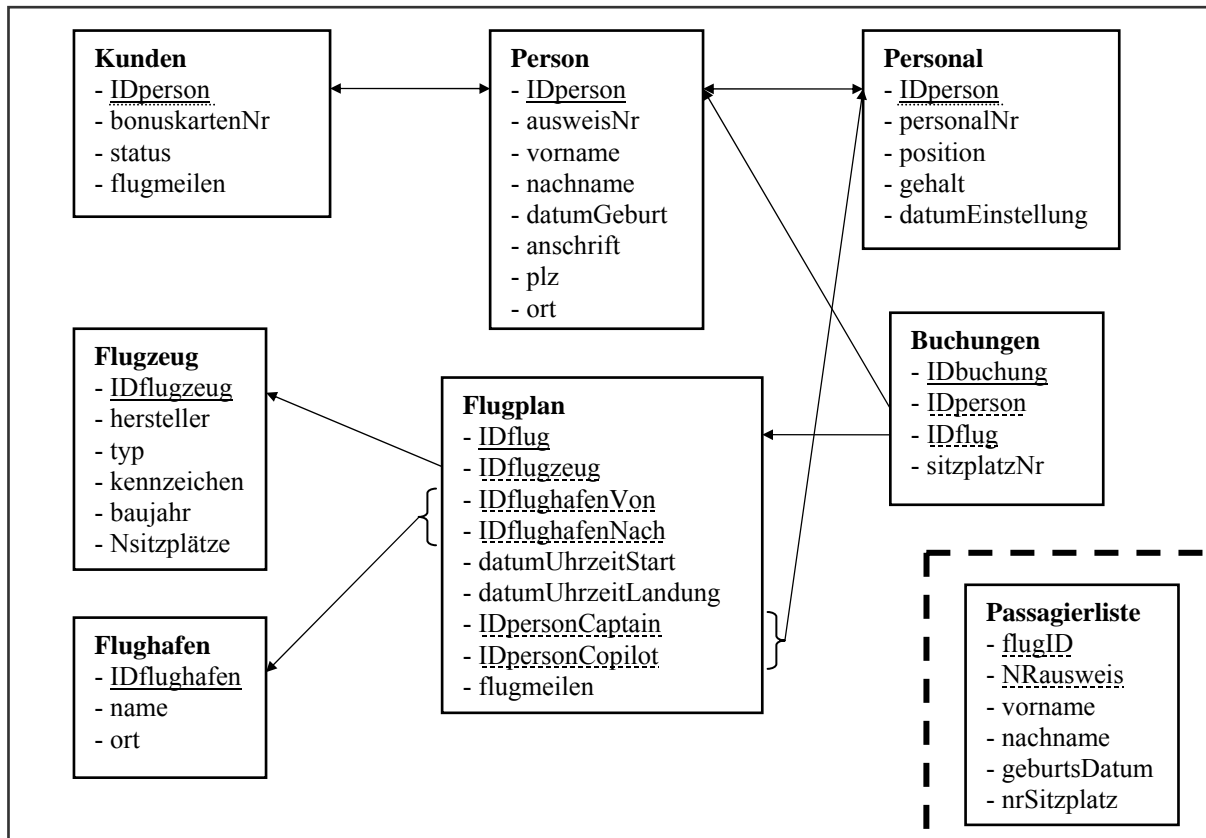 Kunden
- IDperson
- bonuskartenNr
- status
- flugmeilen
Person
- IDperson
- ausweisNr
- vorname
- nachname
- datumGeburt
- anschrift
- plz
- ort
Personal
- IDperson
- personalNr
- position
- gehalt
- datumEinstellung
Flugzeug
- IDflugzeug
- hersteller
- typ
- kennzeichen
- baujahr
- Nsitzplätze
Flugplan
- IDflug
- IDflugzeug
- IDflughafenVon
- IDflughafenNach
- datumUhrzeitStart
- datumUhrzeitLandung
- IDpersonCaptain
- IDpersonCopilot
- flugmeilen
Buchungen
- IDbuchung
- IDperson
- IDflug
- sitzplatzNr
Flughafen
- IDflughafen
- name
- ort
Passagierliste
- flugID
- NRausweis
- vorname
- nachname
- geburtsDatum
- nrSitzplatz